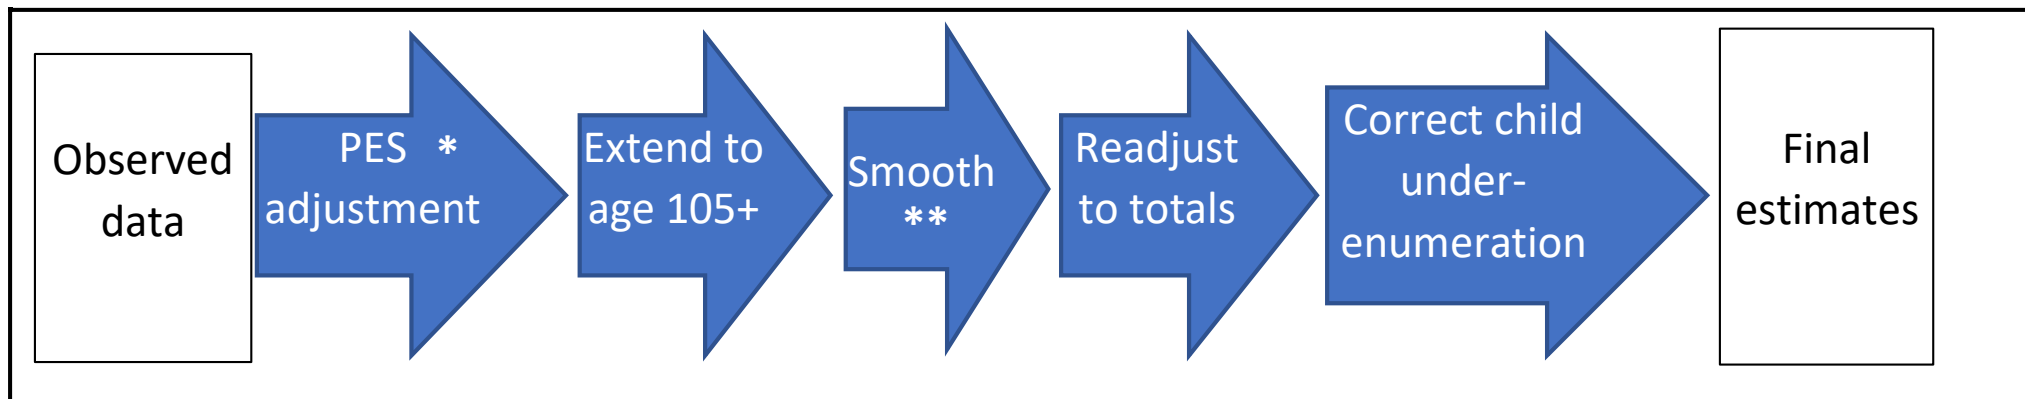 Observed
data
PES *
adjustment
Extend to
age 105+
Smooth
**
Readjust
to totals
Correct child
under-
enumeration
Final
estimates